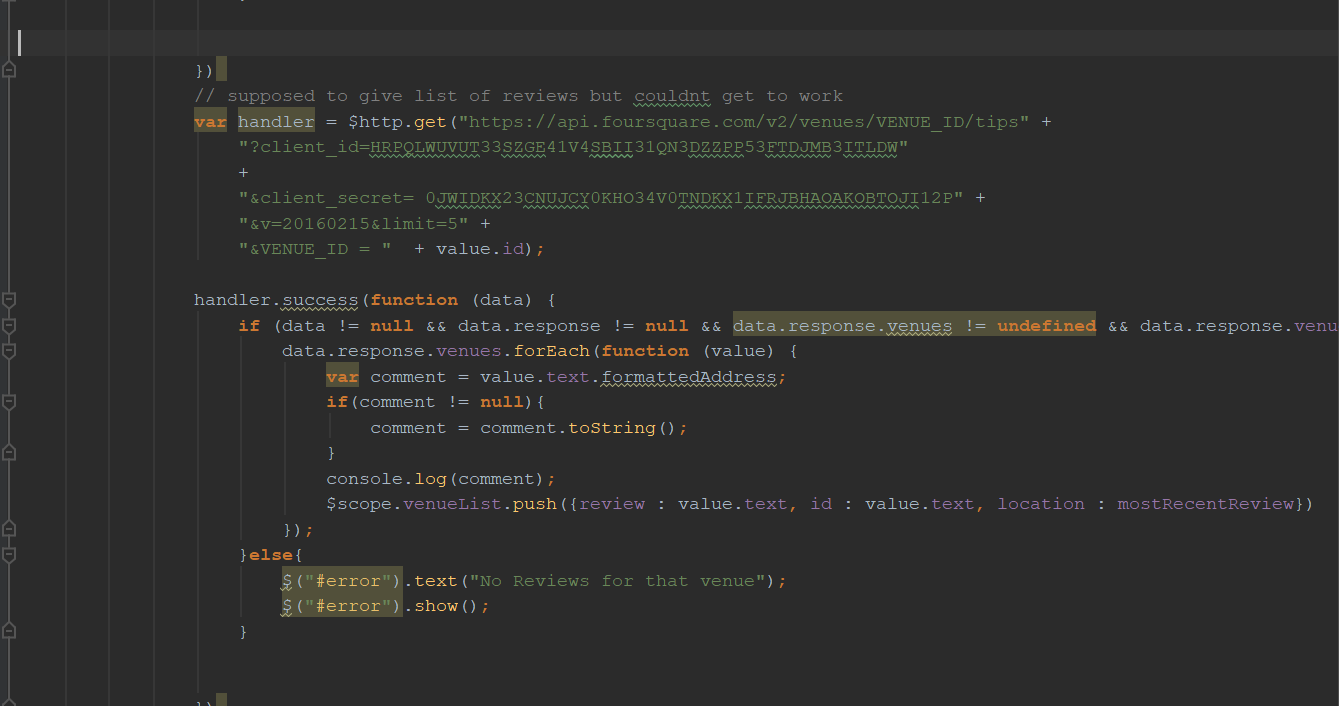 })
// supposed to give list of reviews but couldnt get to work
var handler = $http.get("https://api.foursquare.com/v2/venues/VENUE_ID/tips" +
"?client_id=HRPQLWUVUT33SZGE41V4SBII31QN3DZZPP53FTDJMB3ITLDW"
+
"&client_secret= 0JWIDKX23CNUJCY0KHO34V0TNDKX1IFRJBHAOAKOBTOJI12P" +
"&v=20160215&limit=5" +
"&VENUE_ID = "  + value.id);
handler.success(function (data) {
if (data != null && data.response != null && data.response.venues != undefined && data.response.venu
data.response.venues.forEach(function (value) {
var comment = value.text.formattedAddress;
if(comment != null){
comment = comment.toString();
}
console.log(comment);
$scope.venueList.push({review : value.text, id : value.text, location : mostRecentReview})
});
}else{
$("#error").text("No Reviews for that venue");
$("#error").show();
}
})